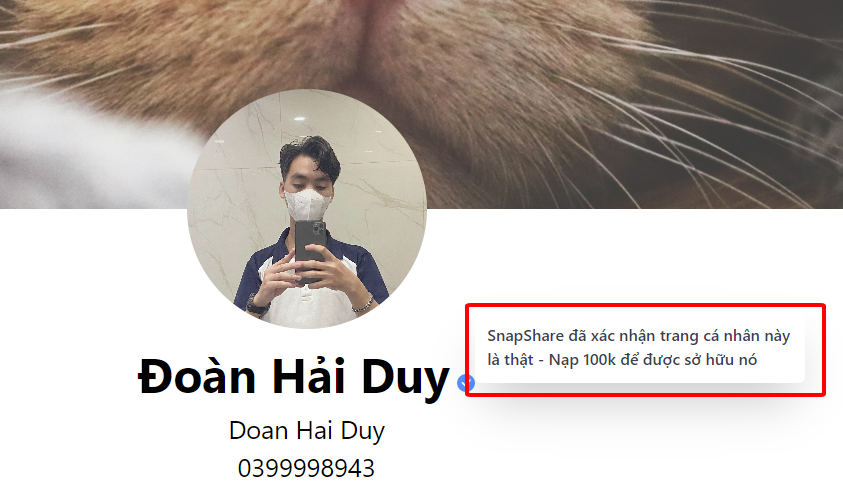 SnapShare đã xác nhận trang cá nhân này
là thật - Nạp 100k để được sở hữu nó
Đoàn Hải Duy
Doan Hai Duy
0399998943